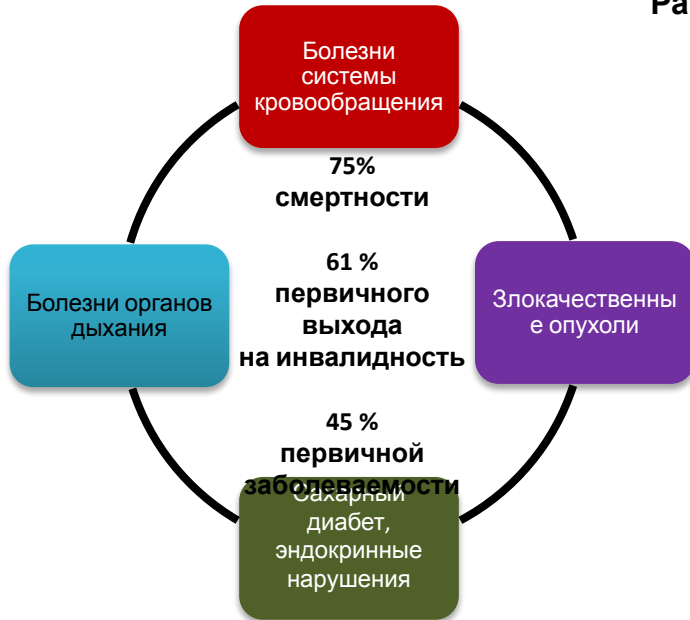 Ра
Болезни
системы
кровообращения
75%
смертности
61 %
первичного
выхода
на инвалидность
Болезни органов
дыхания
Злокачественны
е опухоли
45 %
первичной
заболеваемости
Сахарный
диабет,
эндокринные
нарушения